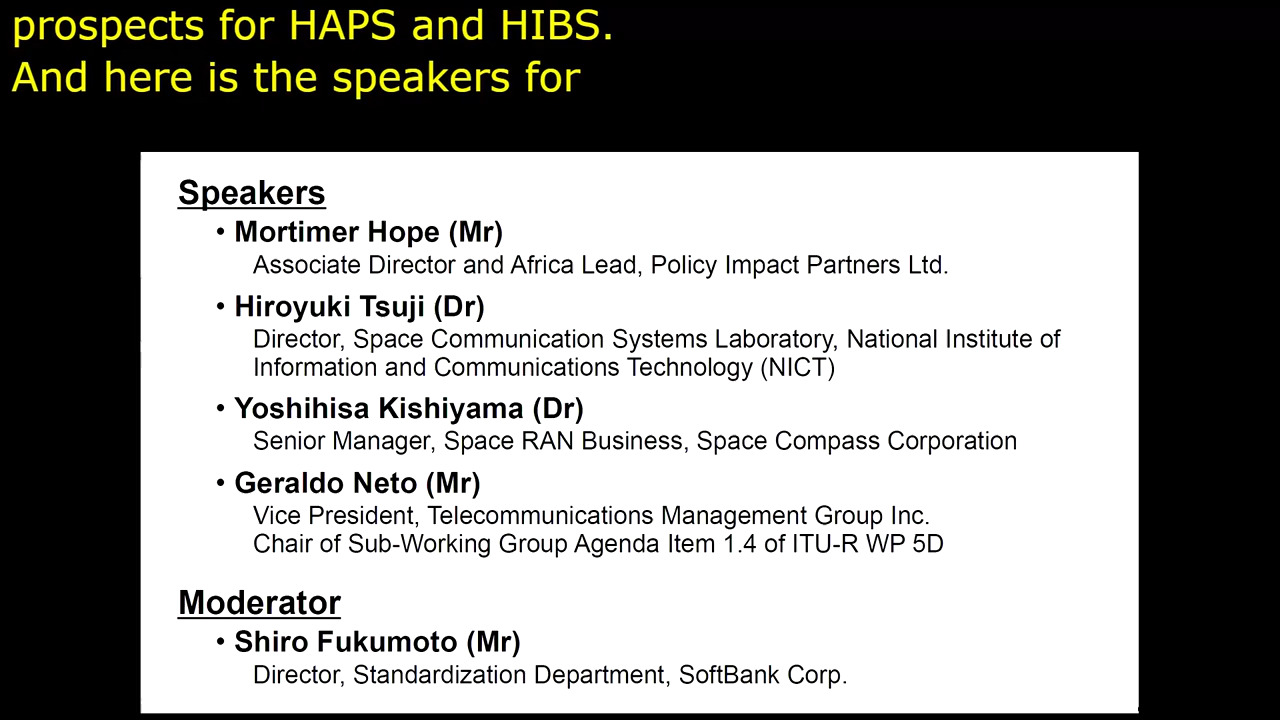 prospects for HAPS and HIBS.
And here is the speakers for
Speakers
• Mortimer Hope (Mr)
Associate Director and Africa Lead, Policy Impact Partners Ltd.
• Hiroyuki Tsuji (Dr)
Director, Space Communication Systems Laboratory, National Institute of
Information and Communications Technology (NICT)
• Yoshihisa Kishiyama (Dr)
Senior Manager, Space RAN Business, Space Compass Corporation
• Geraldo Neto (Mr)
Vice President, Telecommunications Management Group Inc.
Chair of Sub-Working Group Agenda Item 1.4 of ITU-R WP 5D
Moderator
• Shiro Fukumoto (Mr)
Director, Standardization Department, SoftBank Corp.